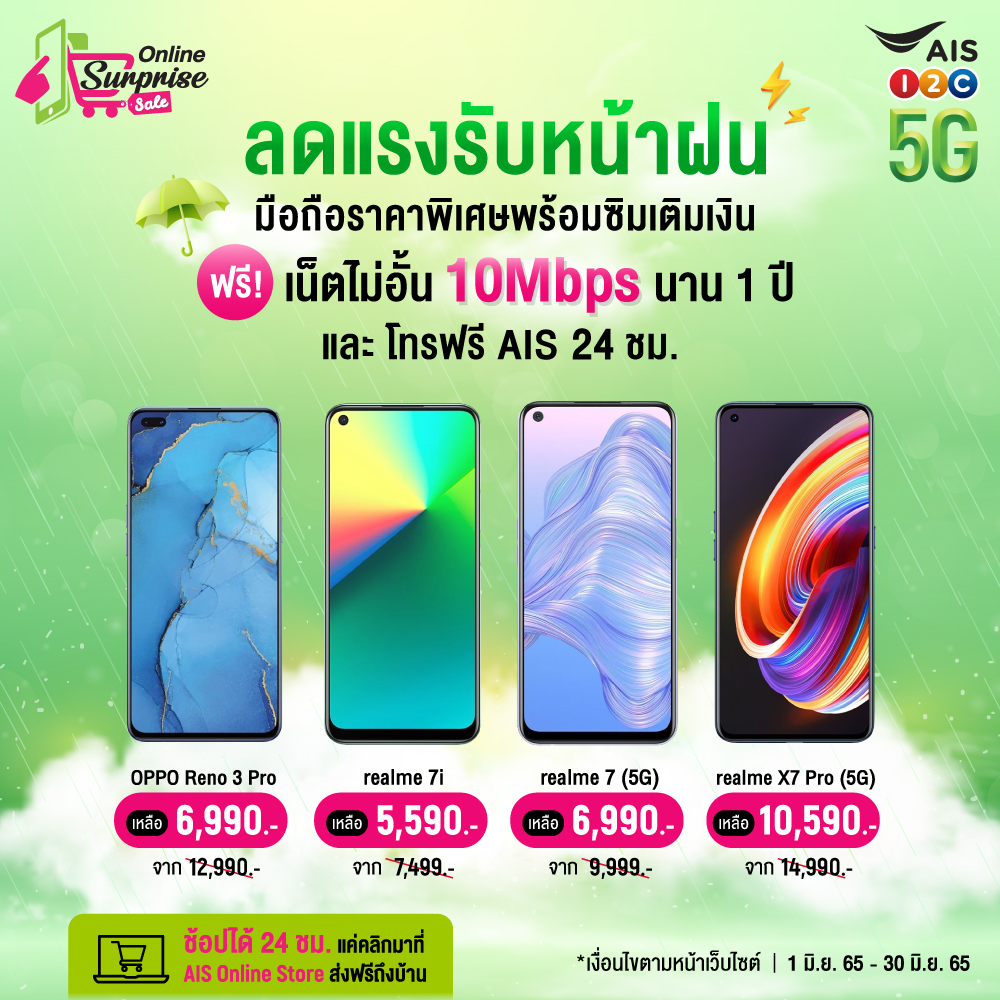 Online
Surprise
Sale
AIS
1 2 C
5G
ลดแรงรับหน้าฝน
มือถือราคาพิเศษพร้อมซิมเติมเงิน
ฟรี! เน็ตไม่อั้น 10Mbps นาน 1 ปี
และ โทรฟรี AIS 24 ชม.
OPPO Reno 3 Pro
เหลือ 6,990.-
จาก 12,990.-
realme 7i
เหลือ 5,590.-
จาก 7,499.-
realme 7 (5G)
เหลือ 6,990.-
จาก 9,999.-
realme X7 Pro (5G)
เหลือ 10,590.-
จาก 14,990.-
ช้อปได้ 24 ชม. แค่คลิกมาที่
AIS Online Store ส่งฟรีถึงบ้าน
*เงื่อนไขตามหน้าเว็บไซต์ | 1 มิ.ย. 65 - 30 มิ.ย. 65